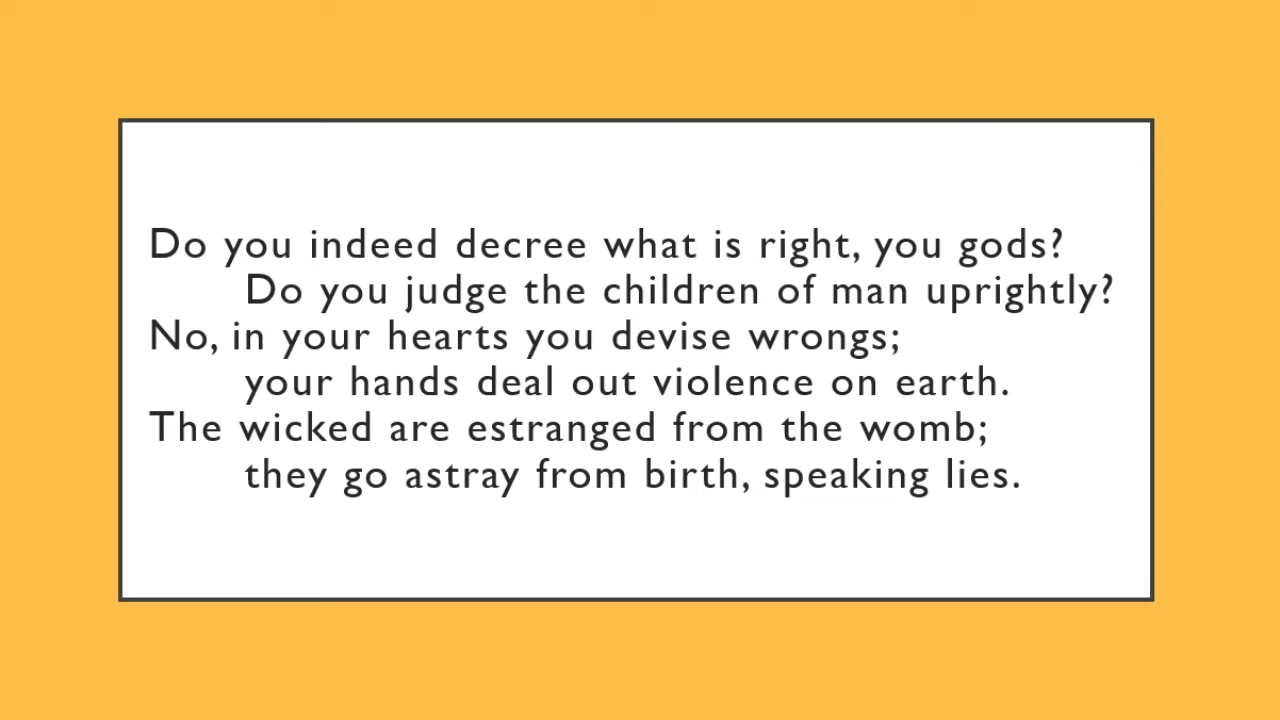 Do you indeed decree what is right, you gods?
Do you judge the children of man uprightly?
No, in your hearts you devise wrongs;
your hands deal out violence on earth.
The wicked are estranged from the womb;
they go astray from birth, speaking lies.